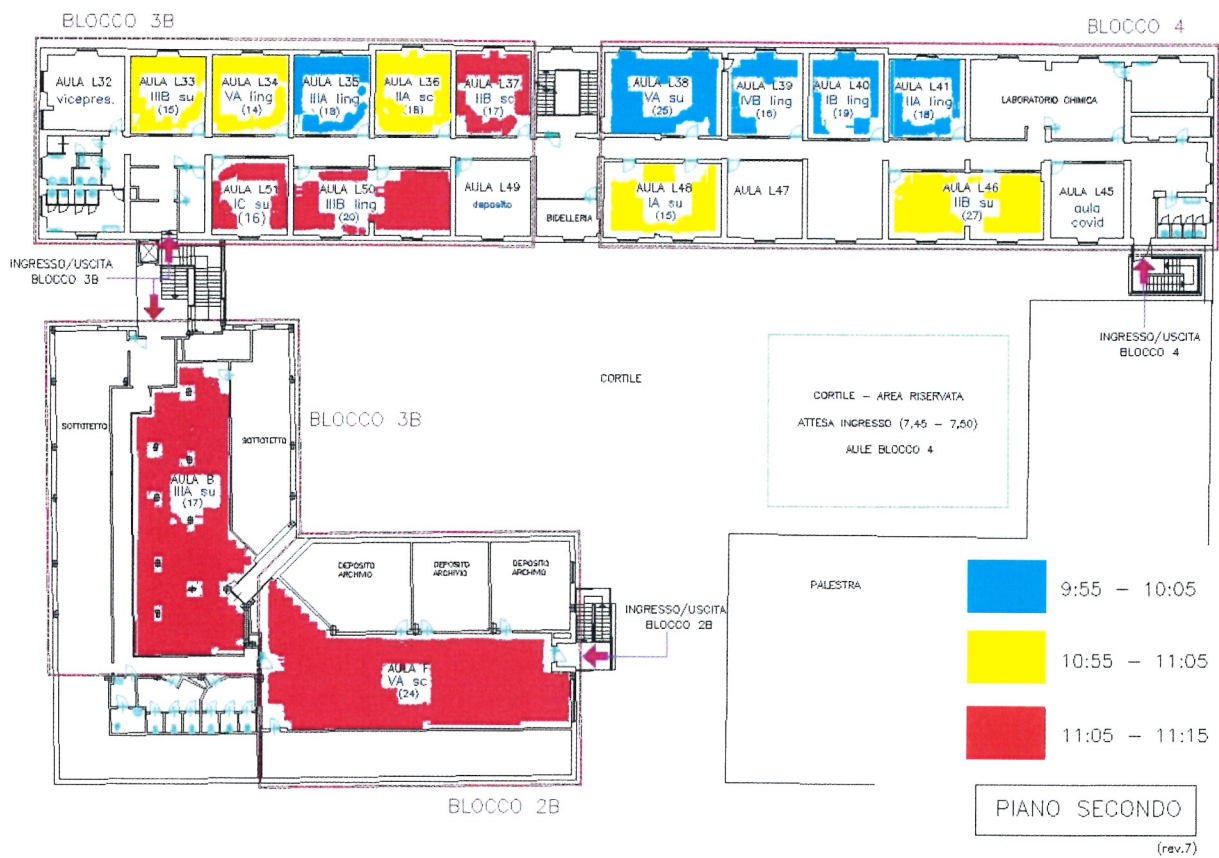 BLOCCO 3B
BLOCCO 4
AULA L32
vicepres.
AULA L33
IIIB su
(15)
AULA L34
VA ling
(14)
AULA L35
IIIA ling
(18)
AULA L36
IIA sc
(18)
AULA L37
IIB sc
(17)
AULA L38
VA su
(25)
AULA L39
IVB ling
(16)
AULA L40
IB ling
(19)
AULA L41
IIA ling
(18)
LABORATORIO CHIMICA
AULA L51
IC su
(16)
AULA L50
IIIB ling
(20)
AULA L49
deposito
BIDELLERIA
AULA L48
IA su
(15)
AULA L47
AULA L46
IIB su
(27)
AULA L45
aula
covid
INGRESSO/USCITA
BLOCCO 3B
INGRESSO/USCITA
BLOCCO 4
CORTILE
CORTILE – AREA RISERVATA
ATTESA INGRESSO (7,45 – 7,50)
AULE BLOCCO 4
BLOCCO 3B
SOTTOTETTO
SOTTOTETTO
AULA B
IIIA su
(17)
DEPOSITO
ARCHIVIO
DEPOSITO
ARCHIVIO
DEPOSITO
ARCHIVIO
INGRESSO/USCITA
BLOCCO 2B
PALESTRA
AULA F
VA sc
(24)
BLOCCO 2B
9:55 – 10:05
10:55 – 11:05
11:05 – 11:15
PIANO SECONDO
(rev.7)